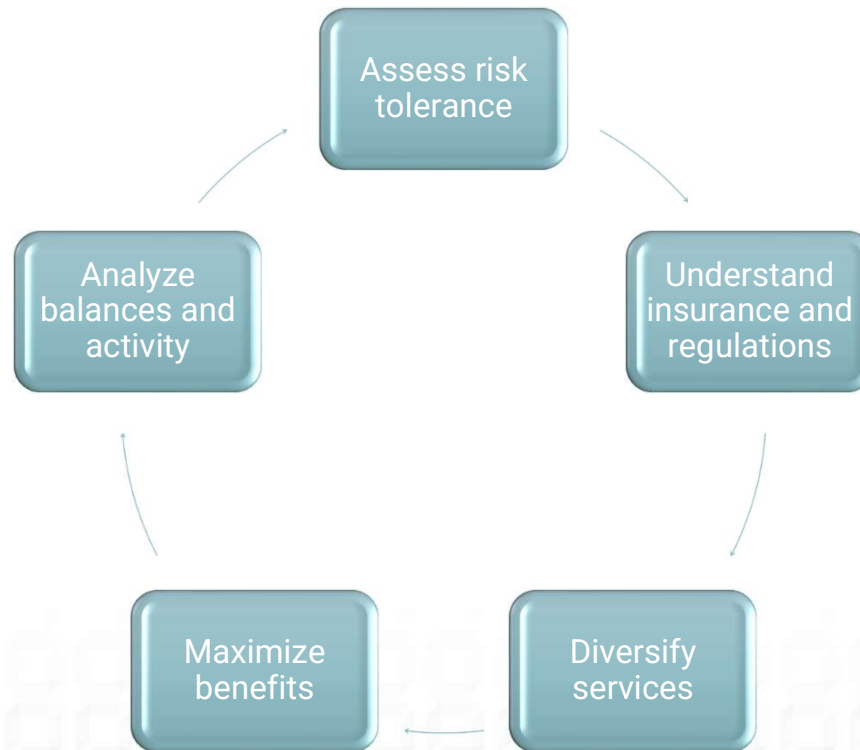 Assess risk
tolerance
Understand
insurance and
regulations
Diversify
services
Maximize
benefits
Analyze
balances and
activity